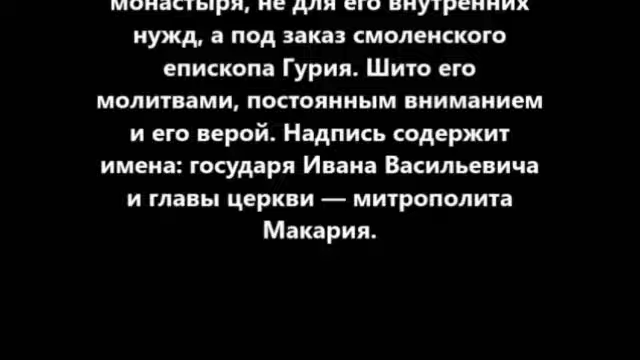 монастыря, не для его внутренних
нужд, а под заказ смоленского
епископа Гурия. Шито его
молитвами, постоянным вниманием
и его верой. Надпись содержит
имена: государя Ивана Васильевича
и главы церкви — митрополита
Макария.